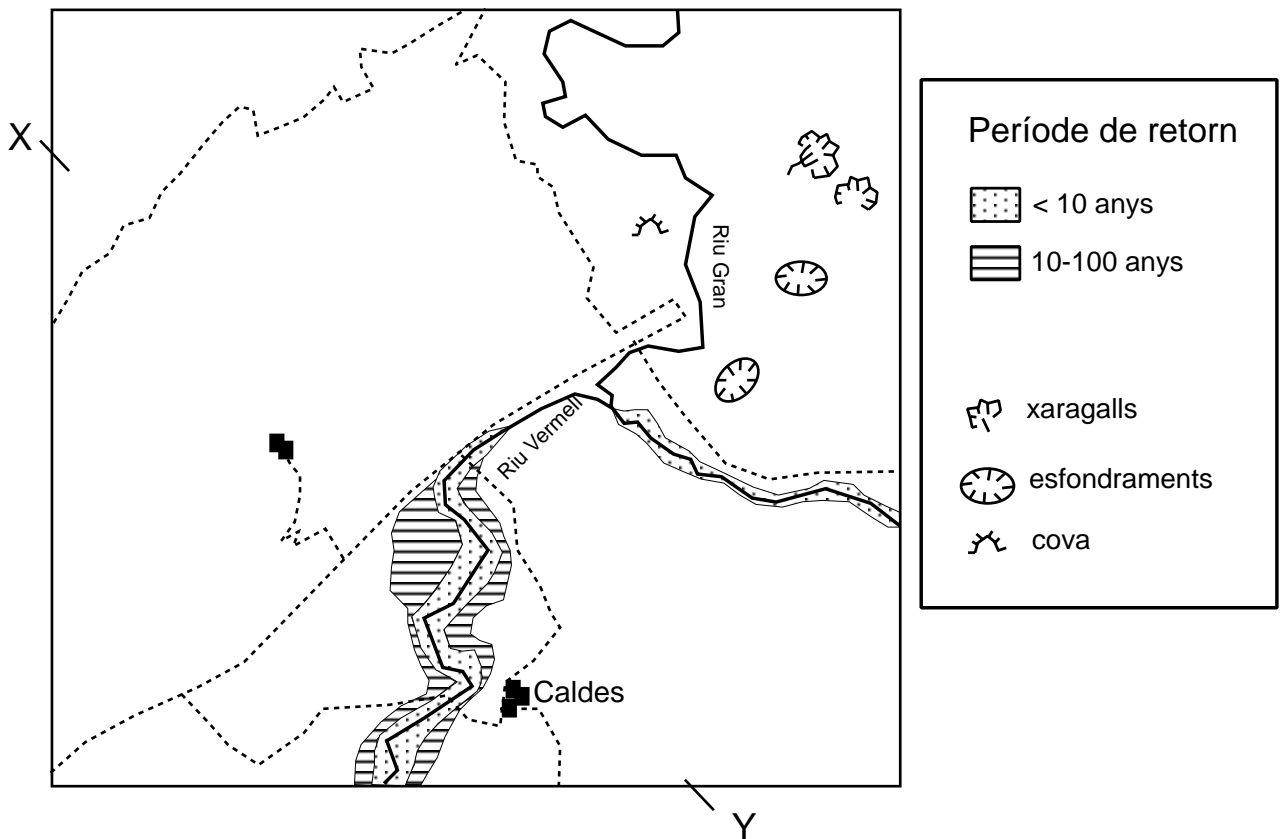 X
Riu Gran
Riu Vermell
Caldes
Y
Període de retorn
< 10 anys
10-100 anys
xaragalls
esfondraments
cova